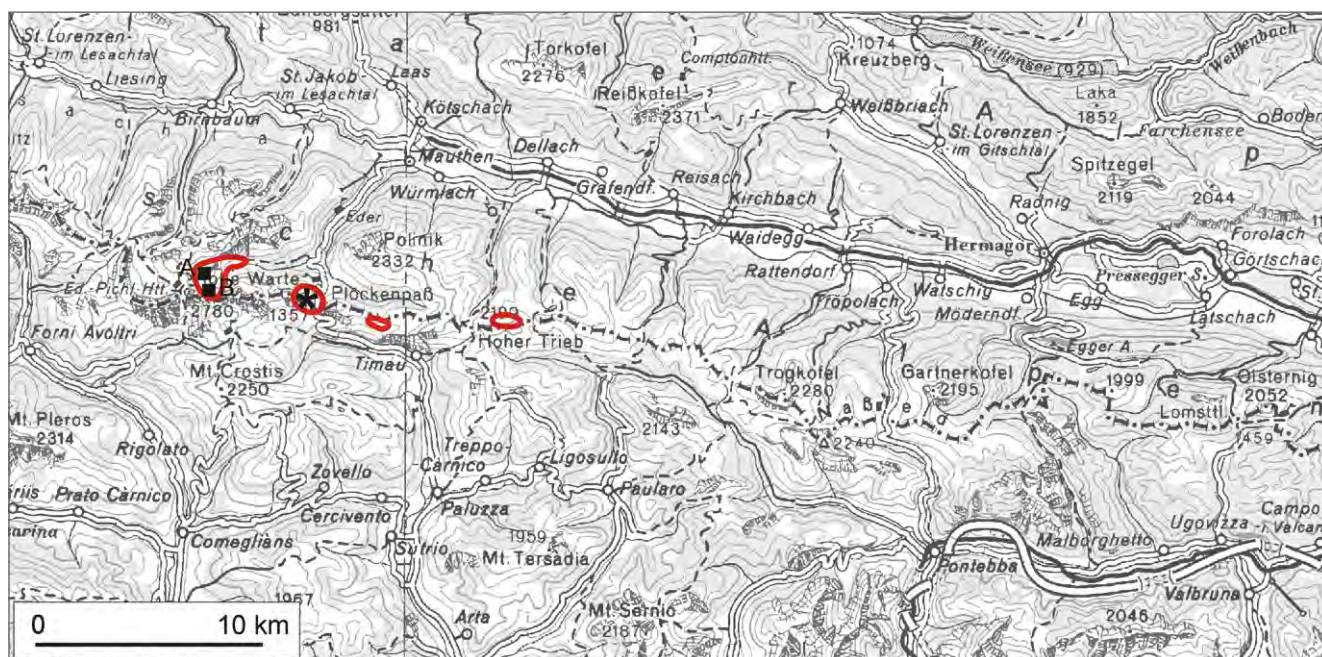 981
St. Lorenzen-
im Lesachtal
Liesing
Birnbaum
St. Jakob
im Lesachtal
Laas
Kötschach
Mauthen
Würmlach
Dellach
Torkofel
2276
Comptonhtt.
Reißkofel
2371
1074
Kreuzberg
Weißbriach
Weißensee (929)
Weißenbach
Laka
1852
Farchensee
St. Lorenzen-
im Gitschtal
Spitzegel
2119
2044
Radnig
Hermagor
Förolach
Görtschach
St.
Grafendf.
Reisach
Kirchbach
Waidegg
Rattendorf
Tröpolach
Watschig
Möderndf.
Pressegger S.
Egg
Latschach
Egger A
Eder
Polinik
2332
A
B
Warte
Plöckenpaß
Ed.-Pichl-Htt.
2780
1357
Forni Avoltri
Mt. Crostis
2250
Timau
Hoher Trieb
Trogkofel
2280
Gartnerkofel
2195
1999
Oisternig
2052
Lomsttl.
1459
2240
2143
Mt. Pleros
2314
Rigolato
Prato Carnico
Comeglians
Zovello
Cercivento
Sutrio
Treppo-
Carnico
Paluzza
Ligosullo
Paularo
1959
Mt. Tersadia
Arta
Mt. Sernio
2187
Pontebba
Malborghetto
Ugovizza
Valbruna
2046
0
10 km